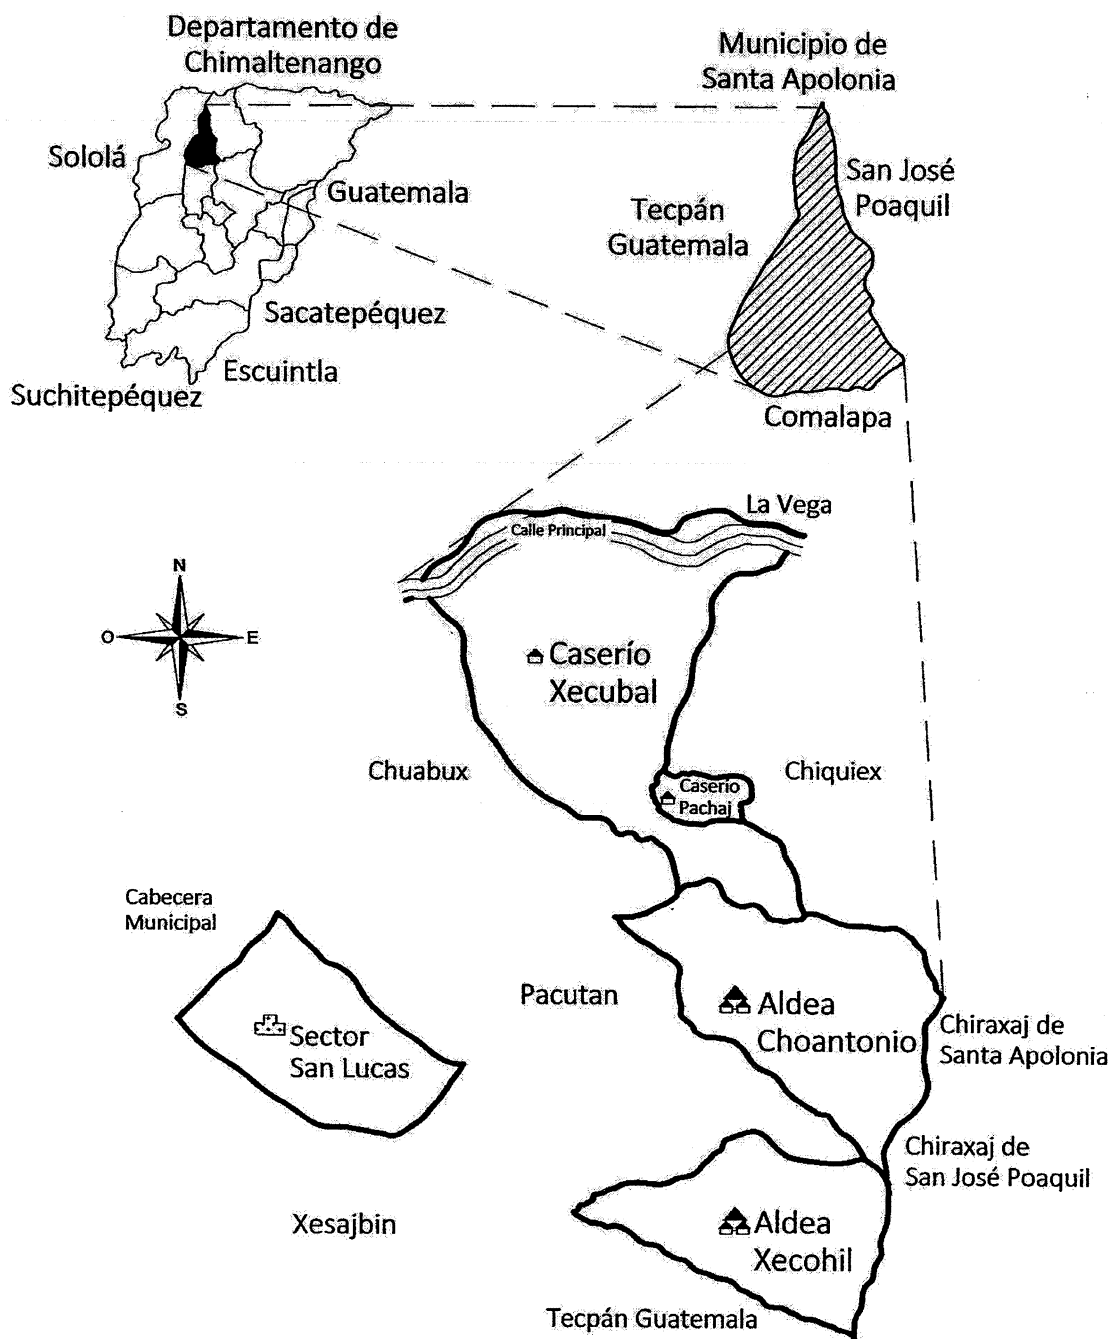 Departamento de
Chimaltenango
Municipio de
Santa Apolonia
Sololá
Guatemala
Sacatepéquez
Escuintla
Suchitepéquez
San José
Poaquil
Tecpán
Guatemala
Comalapa
La Vega
Calle Principal
N
O
E
S
Caserío
Xecubal
Chuabux
Chiquiex
Caserio
Pachaj
Cabecera
Municipal
Sector
San Lucas
Pacutan
Aldea
Choantonio
Chiraxaj de
Santa Apolonia
Chiraxaj de
San José Poaquil
Xesajbin
Aldea
Xecohil
Tecpán Guatemala